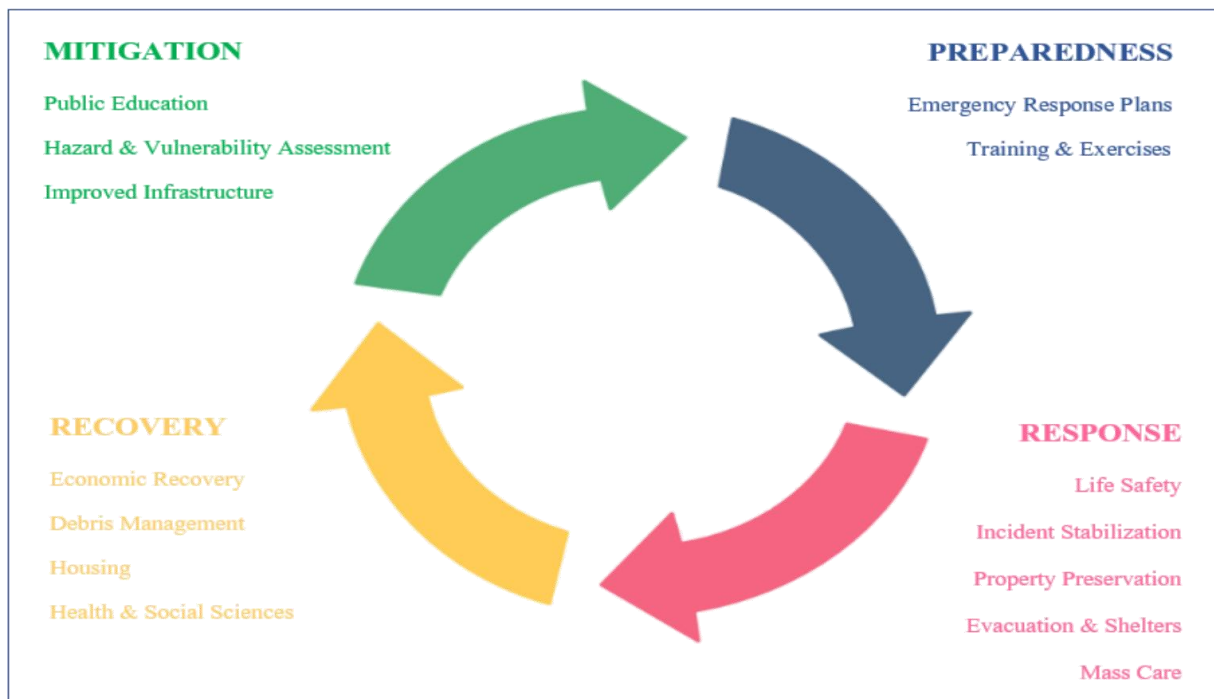 MITIGATION
Public Education
Hazard & Vulnerability Assessment
Improved Infrastructure
PREPAREDNESS
Emergency Response Plans
Training & Exercises
RECOVERY
Economic Recovery
Debris Management
Housing
Health & Social Sciences
RESPONSE
Life Safety
Incident Stabilization
Property Preservation
Evacuation & Shelters
Mass Care